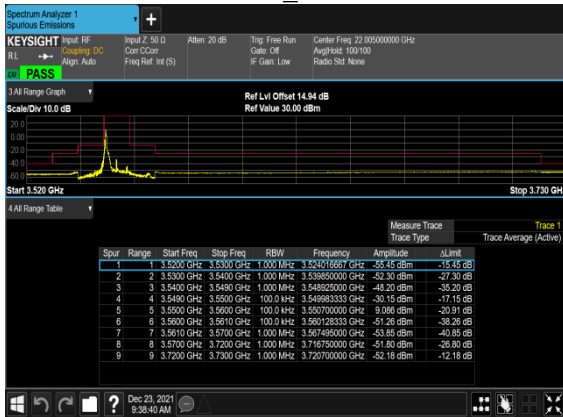 Spectrum Analyzer 1
Spurious Emissions
+
KEYSIGHT Input: RF Input Z: 50 Ω Atten: 20 dB Trig: Free Run Center Freq: 22.005000000 GHz
RL Coupling: DC Corr CCorr Gate: Off Avg|Hold: 100/100
Align: Auto Freq Ref: Int (S) IF Gain: Low Radio Std: None
PASS
3 All Range Graph
Scale/Div 10.0 dB Ref Lvl Offset 14.94 dB
Ref Value 30.00 dBm
20.0
0.00
-20.0
-40.0
-60.0
Start 3.520 GHz Stop 3.730 GH
4 All Range Table
Measure Trace Trace 1
Trace Type Trace Average (Active)
Spur Range Start Freq Stop Freq RBW Frequency Amplitude ΔLimit
1 1 3.5200 GHz 3.5300 GHz 1.000 MHz 3.524016667 GHz -55.45 dBm -15.45 dB
2 2 3.5300 GHz 3.5400 GHz 1.000 MHz 3.539850000 GHz -52.30 dBm -27.30 dB
3 3 3.5400 GHz 3.5490 GHz 1.000 MHz 3.548925000 GHz -48.20 dBm -35.20 dB
4 4 3.5490 GHz 3.5500 GHz 100.0 kHz 3.549983333 GHz -30.15 dBm -17.15 dB
5 5 3.5500 GHz 3.5600 GHz 100.0 kHz 3.550700000 GHz 9.086 dBm -20.91 dB
6 6 3.5600 GHz 3.5610 GHz 100.0 kHz 3.560128333 GHz -51.26 dBm -38.26 dB
7 7 3.5610 GHz 3.5700 GHz 1.000 MHz 3.567495000 GHz -53.85 dBm -40.85 dB
8 8 3.5700 GHz 3.7200 GHz 1.000 MHz 3.716750000 GHz -51.80 dBm -26.80 dB
9 9 3.7200 GHz 3.7300 GHz 1.000 MHz 3.720700000 GHz -52.18 dBm -12.18 dB
? Dec 23, 2021
9:38:40 AM